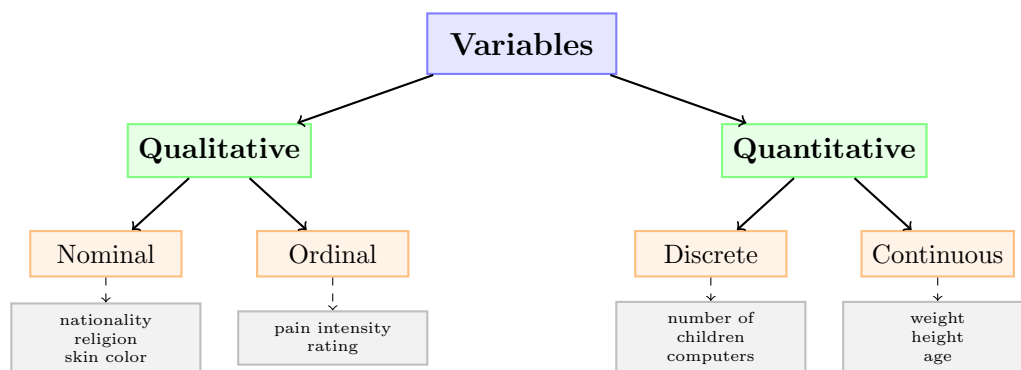 Variables
Qualitative
Quantitative
Nominal
Ordinal
Discrete
Continuous
nationality
religion
skin color
pain intensity
rating
number of
children
computers
weight
height
age